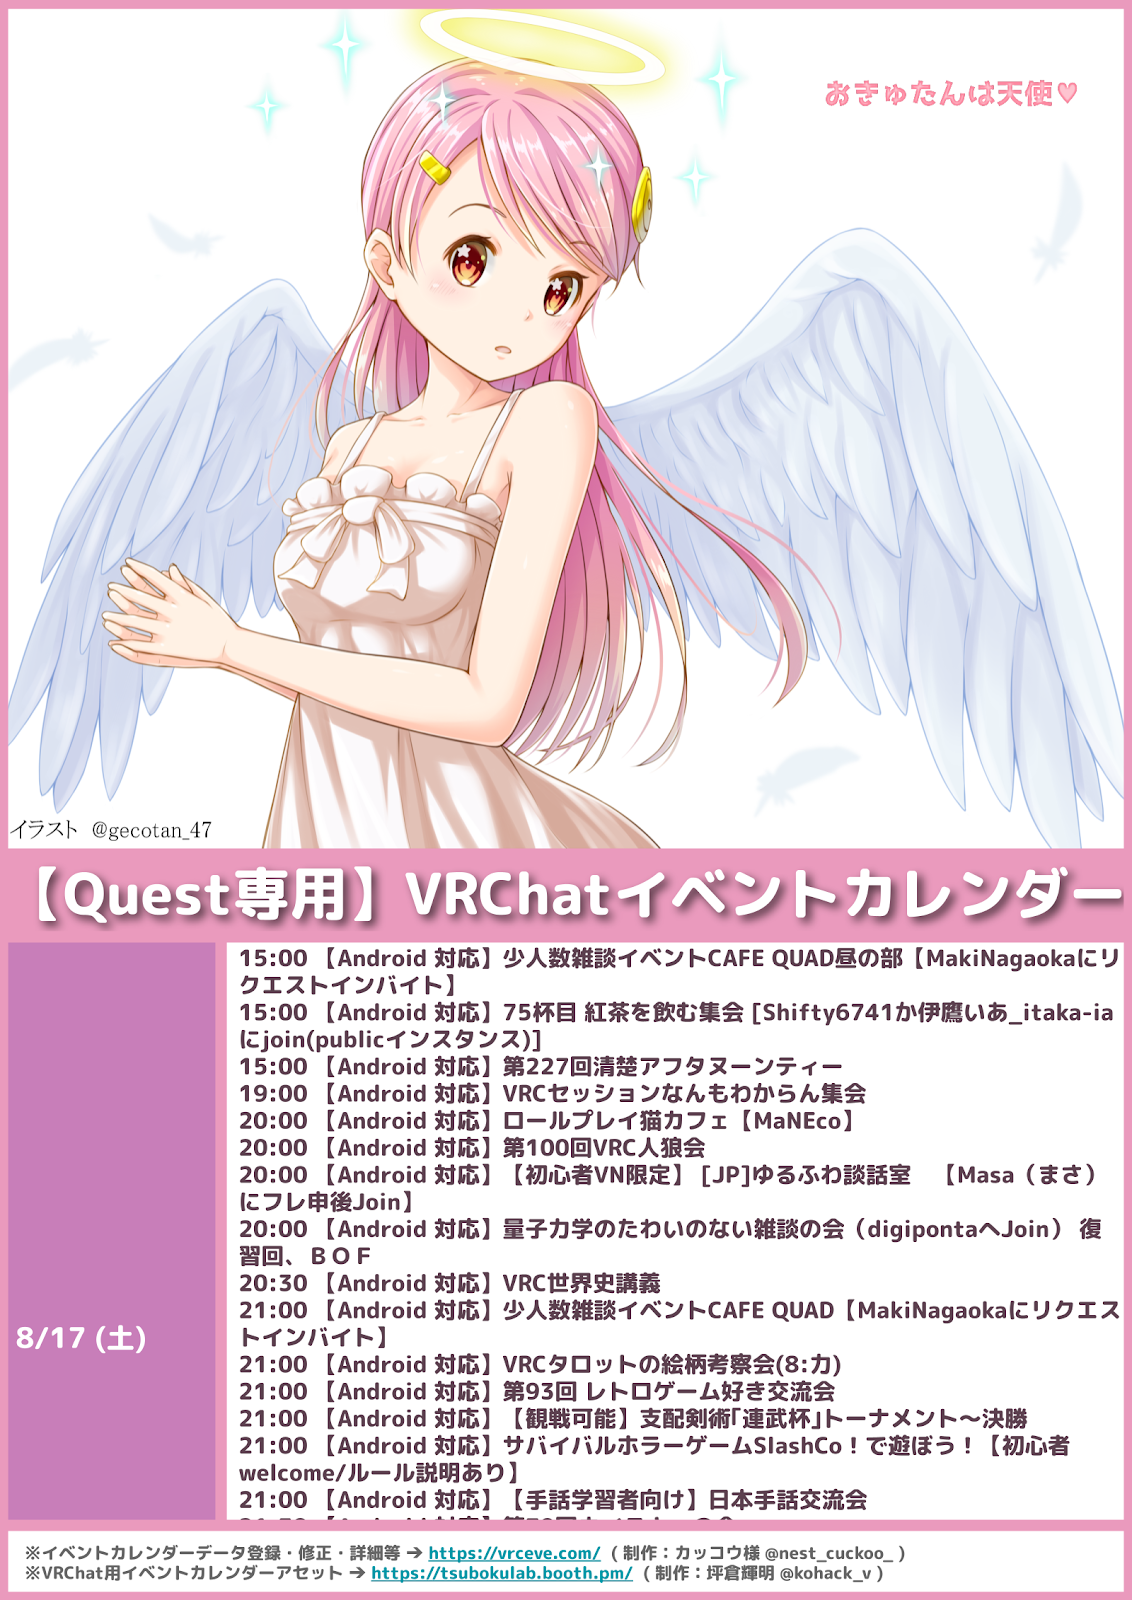 おきゅたんは天使♥
イラスト @gecotan_47
【Quest専用】VRChatイベントカレンダー
8/17 (土)
15:00 【Android 対応】少人数雑談イベントCAFE QUAD昼の部【MakiNagaokaにリ
クエストインバイト】
15:00 【Android 対応】75杯目 紅茶を飲む集会 [Shifty6741か伊鷹いあ_itaka-ia
にjoin(publicインスタンス)]
15:00 【Android 対応】第227回清楚アフタヌーンティー
19:00 【Android 対応】VRCセッションなんもわからん集会
20:00 【Android 対応】ロールプレイ猫カフェ【MaNEco】
20:00 【Android 対応】第100回VRC人狼会
20:00 【Android 対応】【初心者VN限定】 [JP]ゆるふわ談話室　【Masa（まさ）
にフレ申後Join】
20:00 【Android 対応】量子力学のたわいのない雑談の会（digipontaへJoin） 復
習回、ＢＯＦ
20:30 【Android 対応】VRC世界史講義
21:00 【Android 対応】少人数雑談イベントCAFE QUAD【MakiNagaokaにリクエス
トインバイト】
21:00 【Android 対応】VRCタロットの絵柄考察会(8:力)
21:00 【Android 対応】第93回 レトロゲーム好き交流会
21:00 【Android 対応】【観戦可能】支配剣術｢連武杯｣トーナメント～決勝
21:00 【Android 対応】サバイバルホラーゲームSlashCo！で遊ぼう！【初心者
welcome/ルール説明あり】
21:00 【Android 対応】【手話学習者向け】日本手話交流会
※イベントカレンダーデータ登録・修正・詳細等 → https://vrceve.com/ ( 制作：カッコウ様 @nest_cuckoo_ )
※VRChat用イベントカレンダーアセット → https://tsubokulab.booth.pm/ ( 制作：坪倉輝明 @kohack_v )